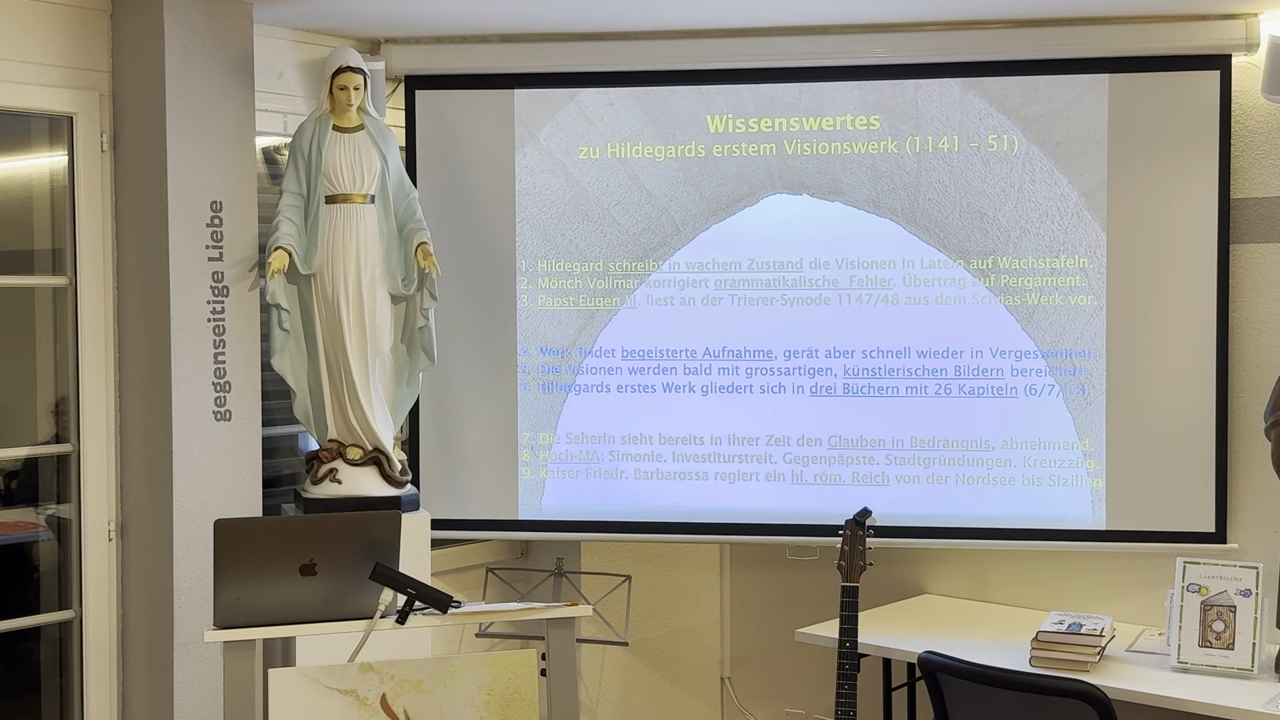 gegenseitige Liebe
Wissenswertes
zu Hildegards erstem Visionswerk (1141 – 51)
1. Hildegard schreibt in wachem Zustand die Visionen in Latein auf Wachstafeln.
2. Mönch Vollmar korrigiert grammatikalische Fehler. Übertrag auf Pergament.
3. Papst Eugen III. liest an der Trierer-Synode 1147/48 aus dem Scivias-Werk vor.
4. Werk findet begeisterte Aufnahme, gerät aber schnell wieder in Vergessenheit.
5. Die Visionen werden bald mit grossartigen, künstlerischen Bildern bereichert.
6. Hildegards erstes Werk gliedert sich in drei Büchern mit 26 Kapiteln (6/7/13)
7. Die Seherin sieht bereits in ihrer Zeit den Glauben in Bedrängnis, abnehmend.
8. Hoch-MA: Simonie. Investiturstreit. Gegenpäpste. Stadtgründungen. Kreuzzüg.
9. Kaiser Friedr. Barbarossa regiert ein hl. röm. Reich von der Nordsee bis Sizilien